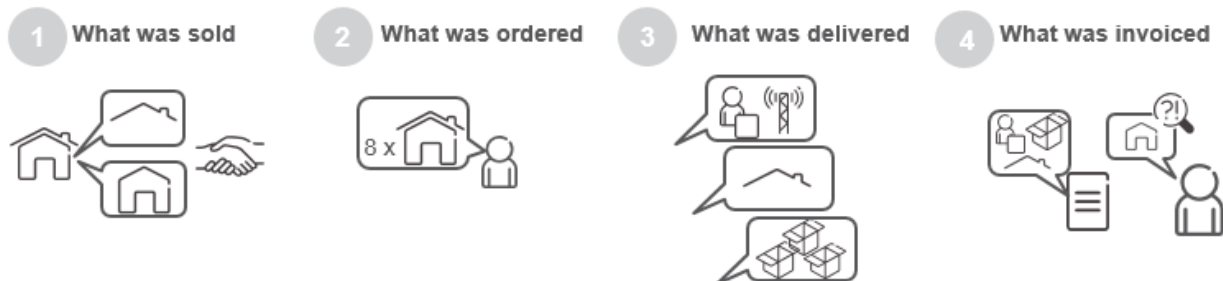 1 What was sold
2 What was ordered
3 What was delivered
4 What was invoiced
8 x
?!